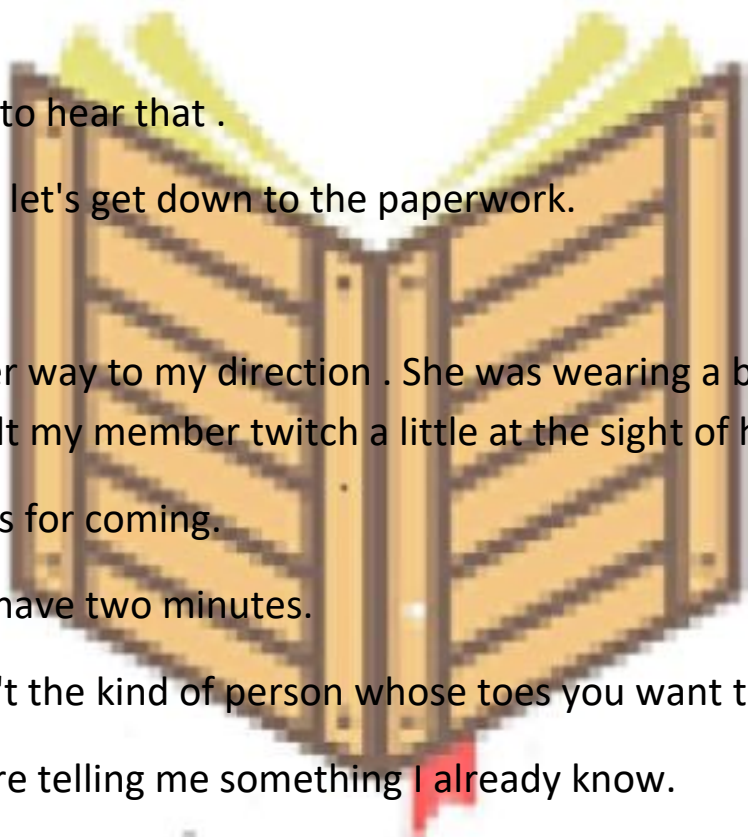 to hear that .
let's get down to the paperwork.
er way to my direction . She was wearing a b
lt my member twitch a little at the sight of h
s for coming.
have two minutes.
't the kind of person whose toes you want t
re telling me something I already know.